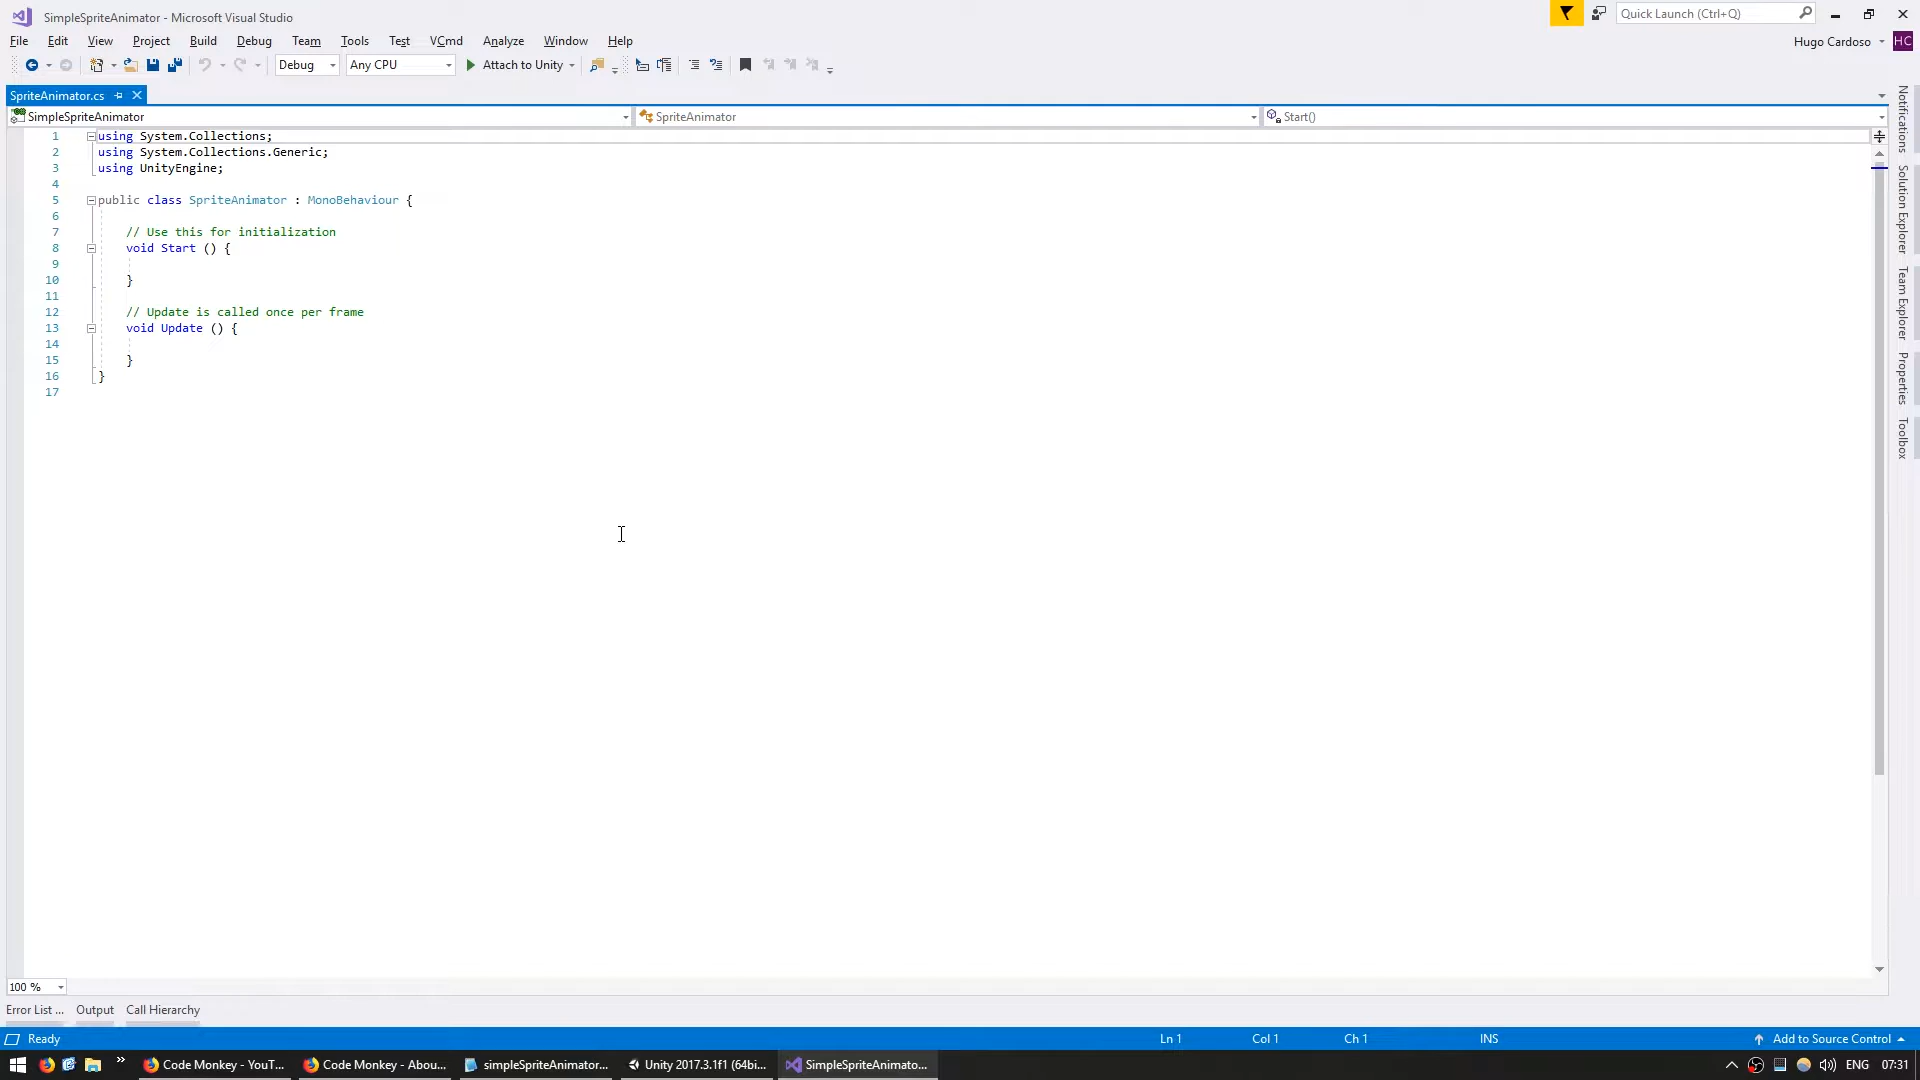 SimpleSpriteAnimator - Microsoft Visual Studio
Quick Launch (Ctrl+Q)
File Edit View Project Build Debug Team Tools Test VCmd Analyze Window Help
Hugo Cardoso HC
Debug Any CPU Attach to Unity
SpriteAnimator.cs
SimpleSpriteAnimator SpriteAnimator Start()
1 using System.Collections;
2 using System.Collections.Generic;
3 using UnityEngine;
4
5 public class SpriteAnimator : MonoBehaviour {
6
7 // Use this for initialization
8 void Start () {
9
10 }
11
12 // Update is called once per frame
13 void Update () {
14
15 }
16 }
17
Notifications
Solution Explorer
Team Explorer
Properties
Toolbox
100 %
Error List ... Output Call Hierarchy
Ready Ln 1 Col 1 Ch 1 INS Add to Source Control
Code Monkey - YouT... Code Monkey - Abou... simpleSpriteAnimator... Unity 2017.3.1f1 (64bi... SimpleSpriteAnimato... ENG 07:31